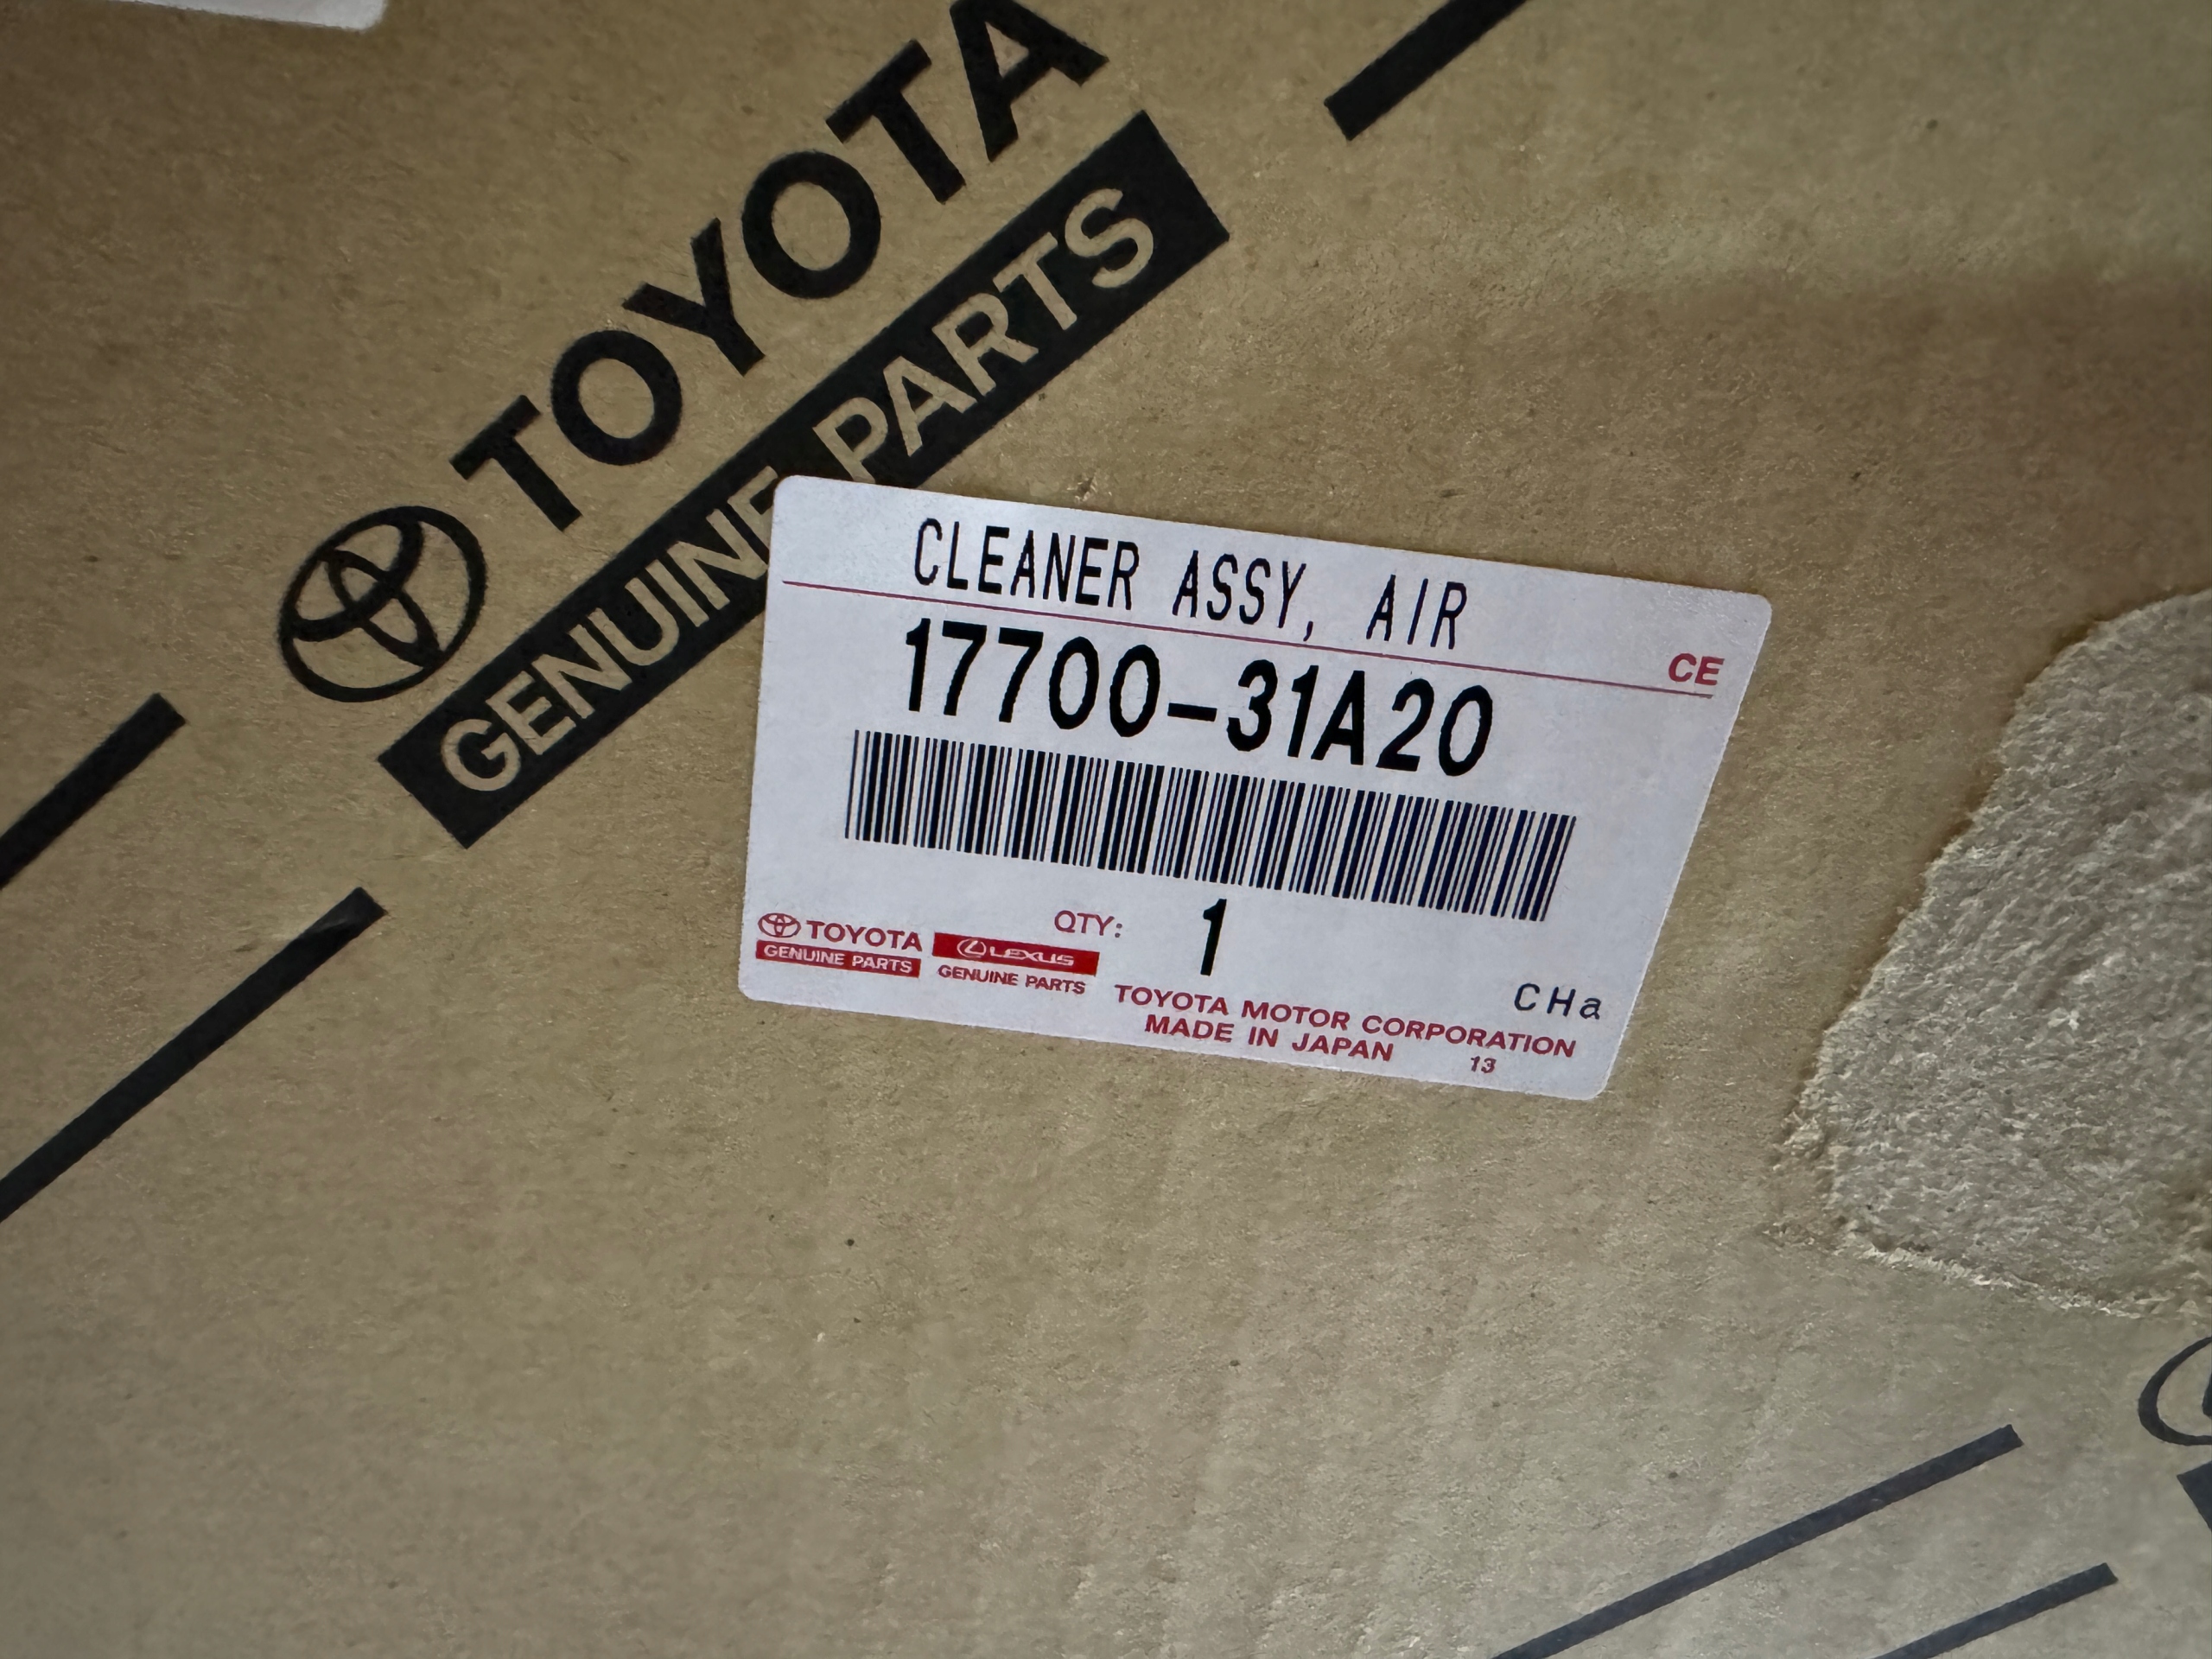 TOYOTA
GENUINE PARTS
CLEANER ASSY, AIR
CE
17700-31A20
QTY: 1
TOYOTA
GENUINE PARTS
LEXUS
GENUINE PARTS
CHa
TOYOTA MOTOR CORPORATION
MADE IN JAPAN 13